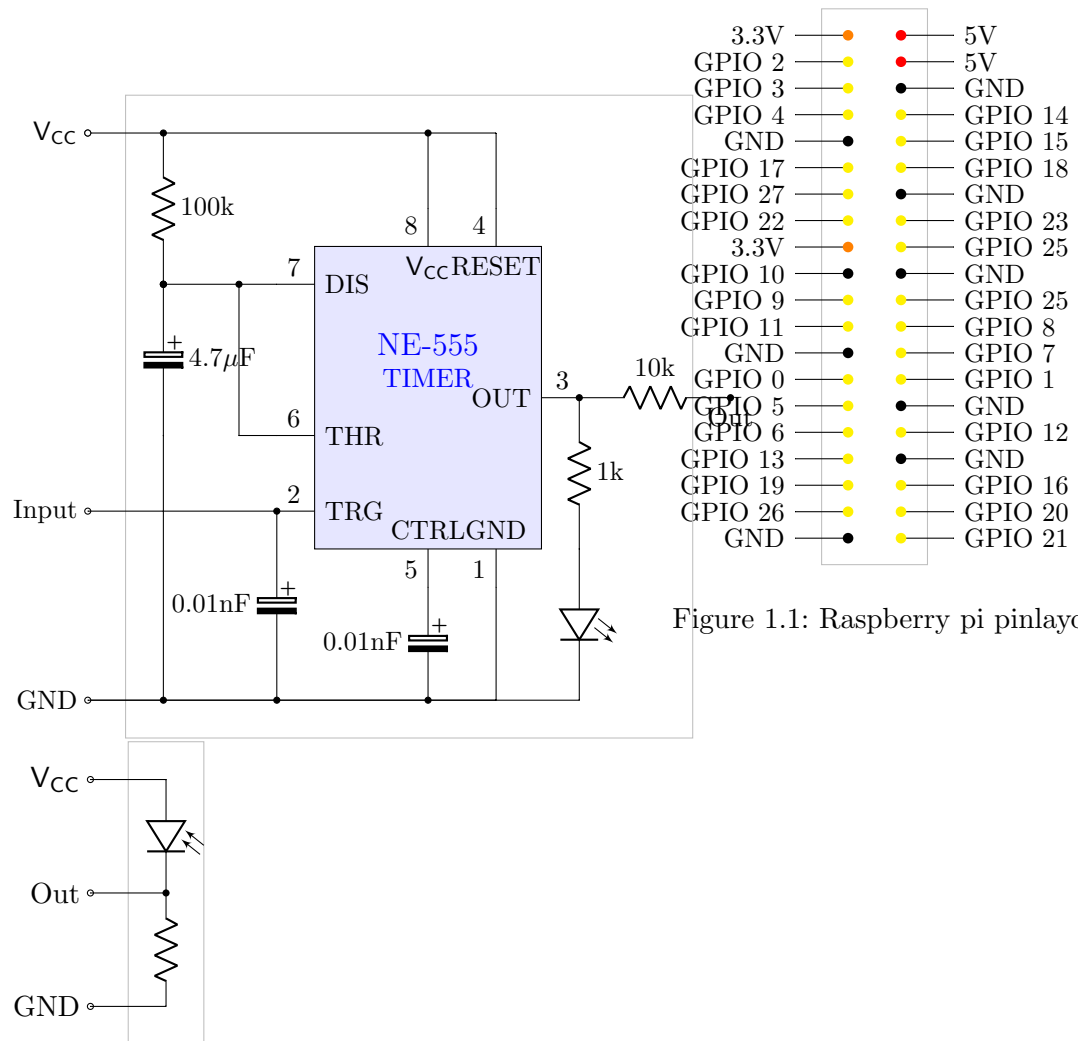 V_CC
100k
8
4
7
DIS
V_CC RESET
4.7μF
+
NE-555
TIMER
OUT
3
10k
Out
6
THR
1k
Input
2
TRG
CTRL GND
5
1
0.01nF
+
0.01nF
+
GND
3.3V
GPIO 2
GPIO 3
GPIO 4
GND
GPIO 17
GPIO 27
GPIO 22
3.3V
GPIO 10
GPIO 9
GPIO 11
GND
GPIO 0
GPIO 5
GPIO 6
GPIO 13
GPIO 19
GPIO 26
GND
5V
5V
GND
GPIO 14
GPIO 15
GPIO 18
GND
GPIO 23
GPIO 25
GND
GPIO 25
GPIO 8
GPIO 7
GPIO 1
GND
GPIO 12
GND
GPIO 16
GPIO 20
GPIO 21
Figure 1.1: Raspberry pi pinlayo
V_CC
Out
GND